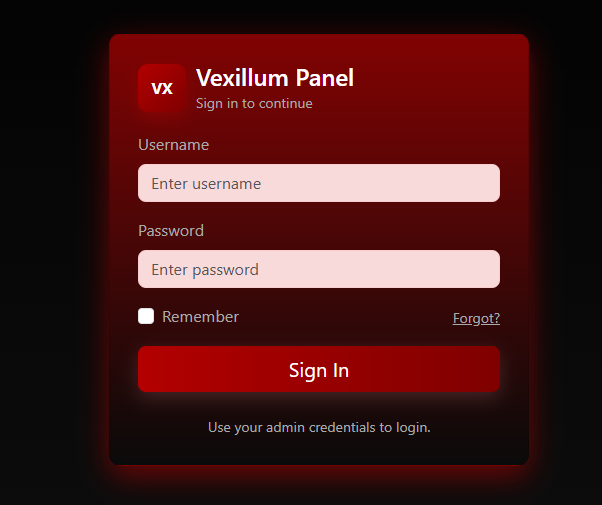 VX
Vexillum Panel
Sign in to continue
Username
Enter username
Password
Enter password
Remember
Forgot?
Sign In
Use your admin credentials to login.